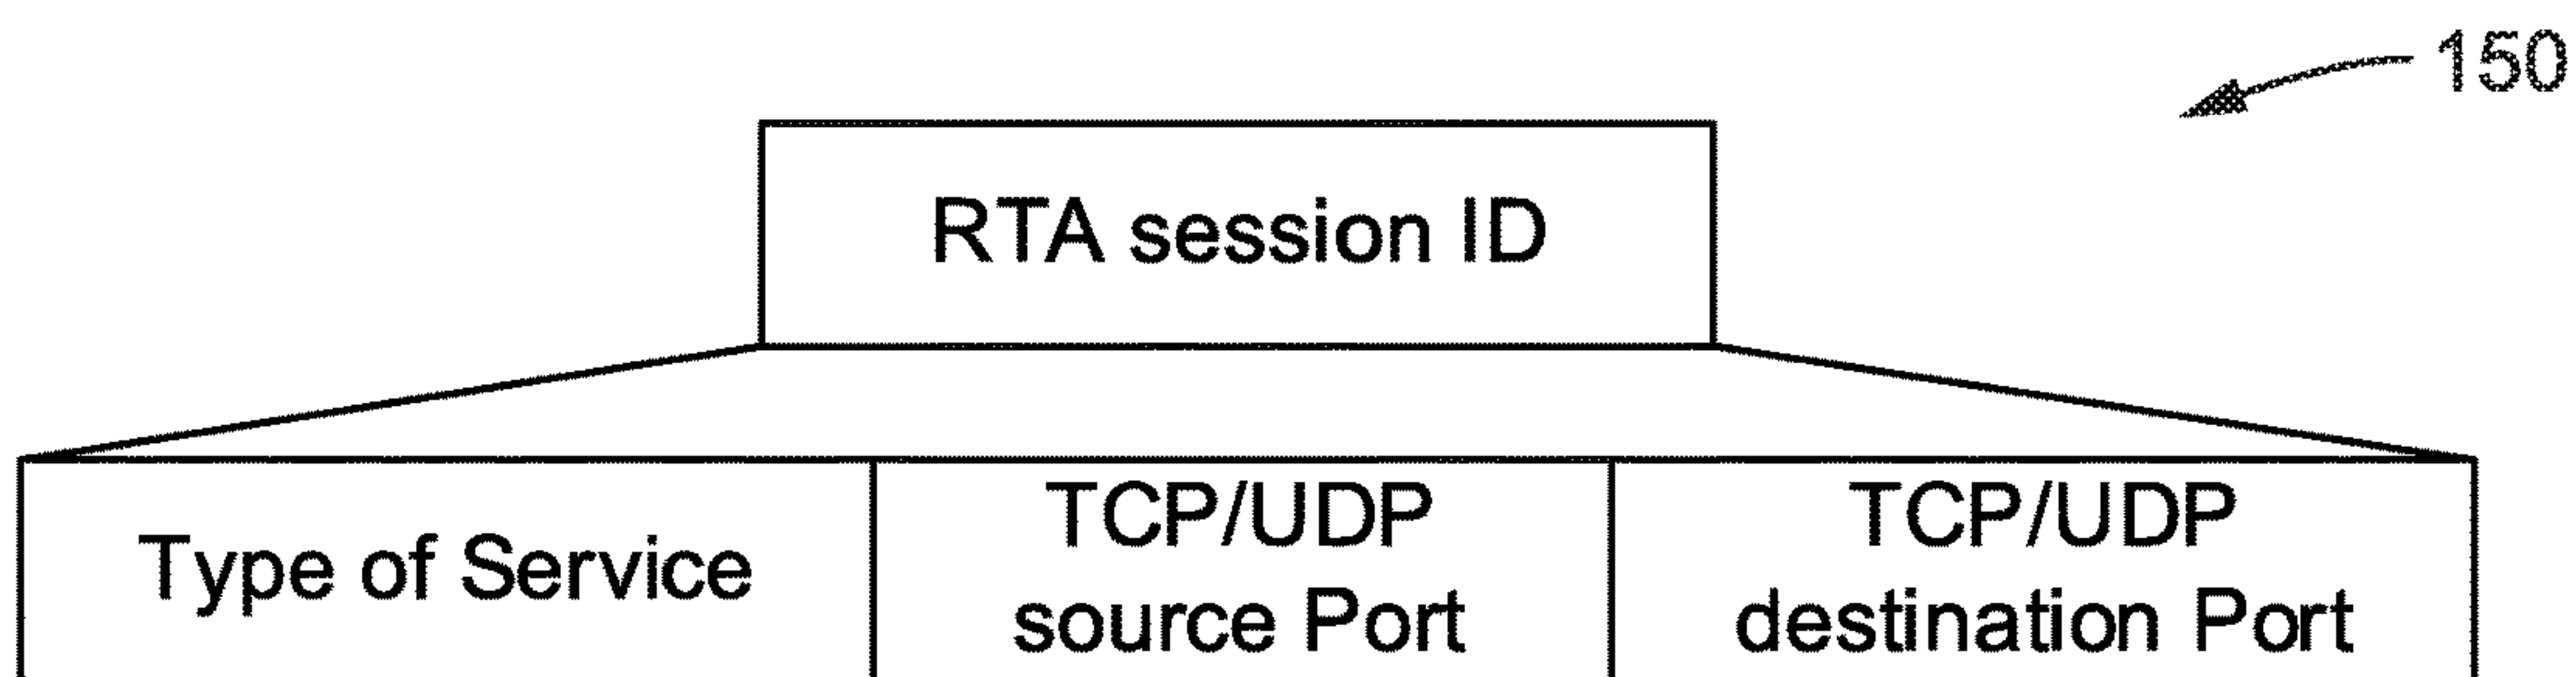 150
RTA session ID
Type of Service
TCP/UDP
source Port
TCP/UDP
destination Port